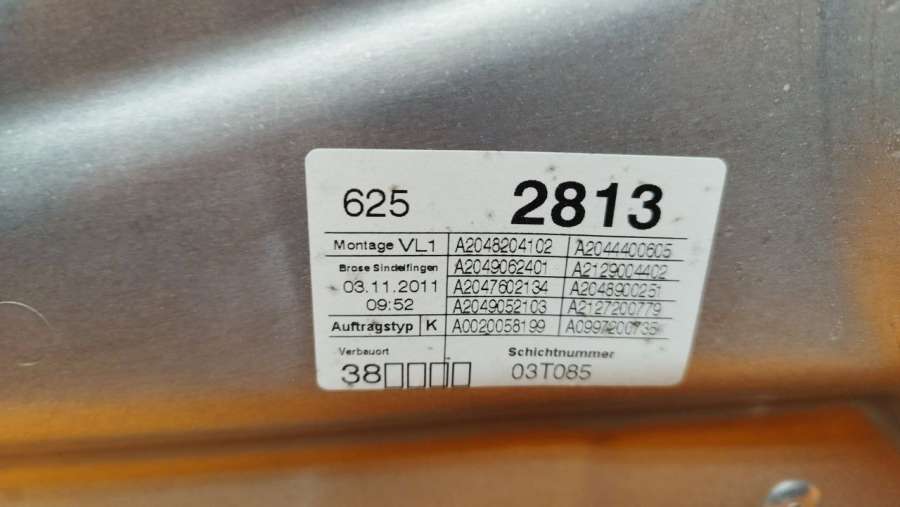 625 2813
Montage VL1 A2048204102 A2044400605
Brose Sindelfingen A2049062401 A2129004402
03.11.2011 A2047602134 A2048900251
09:52 A2049052103 A2127200779
Auftragstyp K A0020058199 A0997200735
Verbauort Schichtnummer
38 03T085